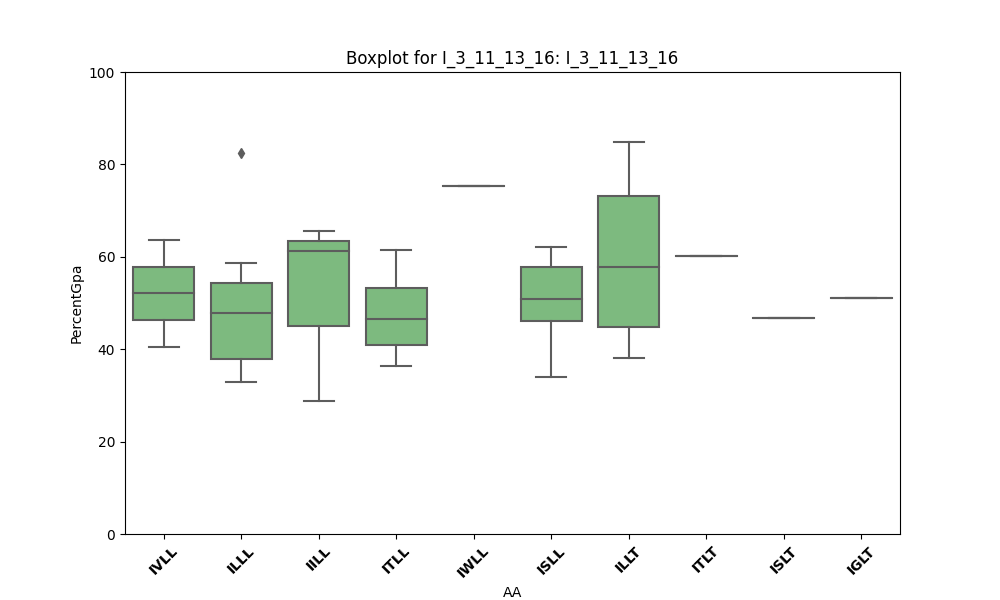 Boxplot for I_3_11_13_16: I_3_11_13_16
100
80
60
40
20
0
PercentGpa
IVLL
ILLL
IILL
ITLL
IWLL
ISLL
ILLT
ITLT
ISLT
IGLT
AA